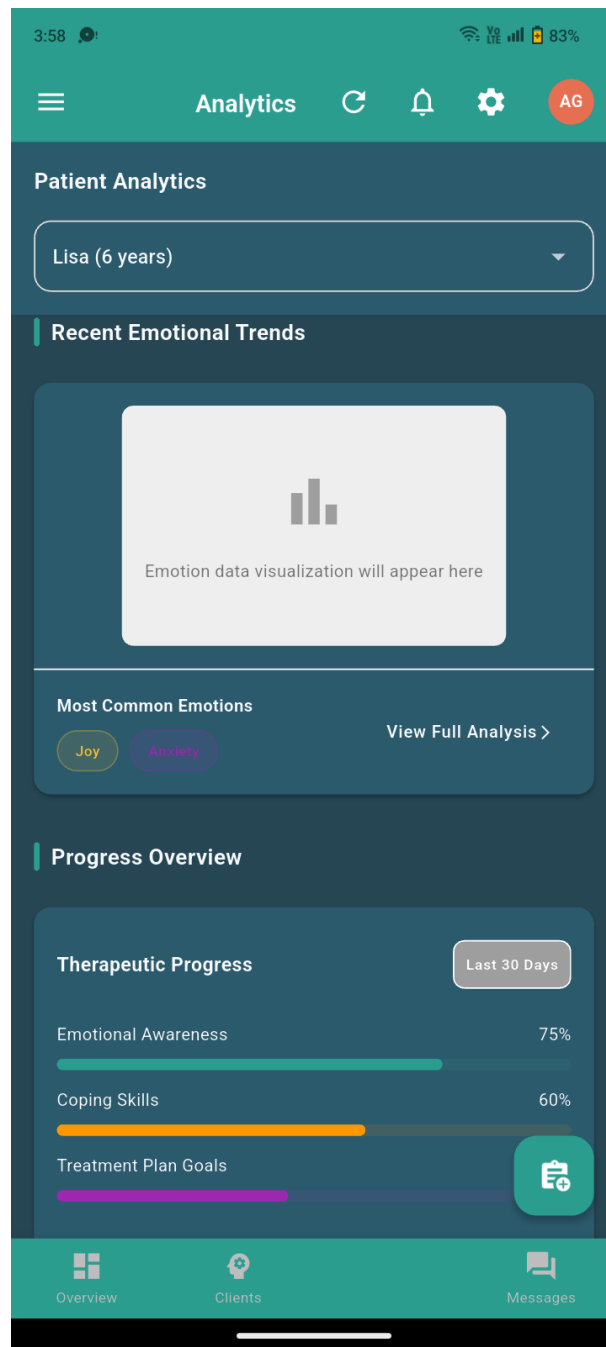 3:58
Vo LTE 83%
Analytics
AG
Patient Analytics
Lisa (6 years)
Recent Emotional Trends
Emotion data visualization will appear here
Most Common Emotions
View Full Analysis
Joy
Anxiety
Progress Overview
Therapeutic Progress
Last 30 Days
Emotional Awareness 75%
Coping Skills 60%
Treatment Plan Goals
Overview
Clients
Messages